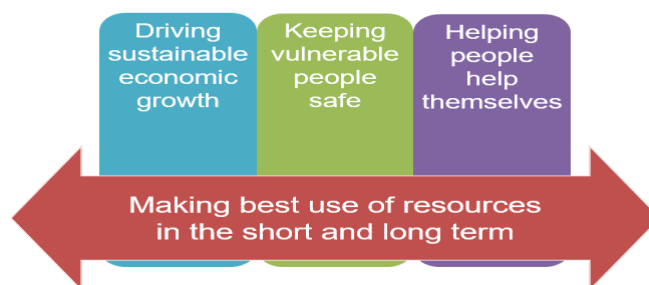 Driving
sustainable
economic
growth
Keeping
vulnerable
people
safe
Helping
people
help
themselves
Making best use of resources
in the short and long term